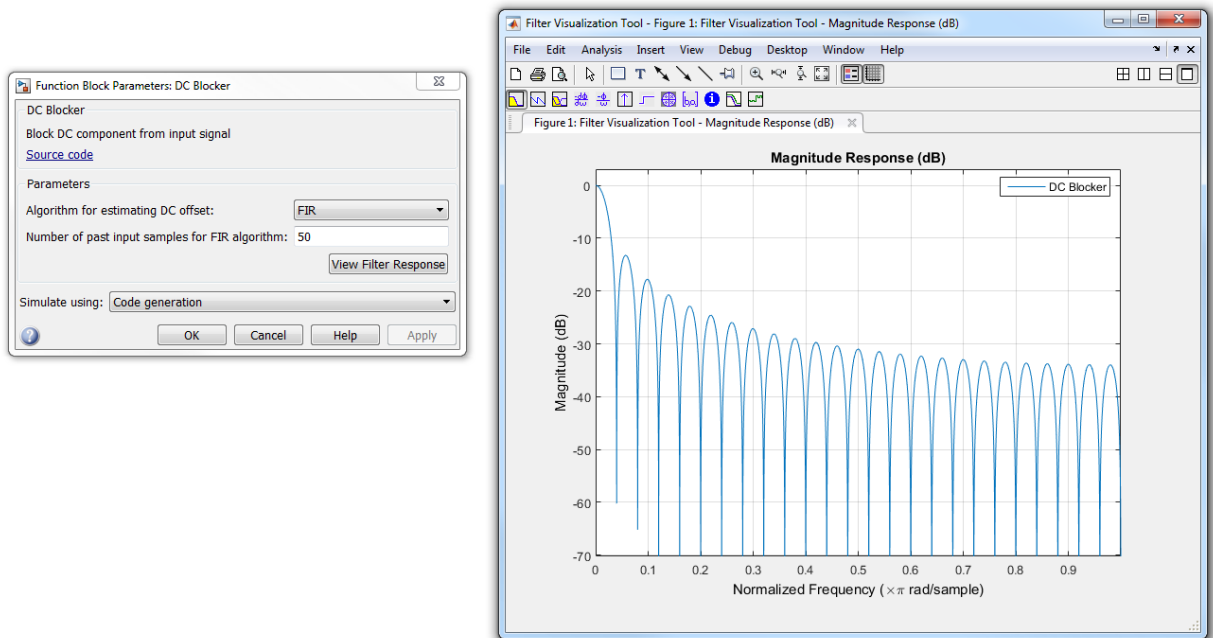 Function Block Parameters: DC Blocker
DC Blocker
Block DC component from input signal
Source code
Parameters
Algorithm for estimating DC offset: FIR
Number of past input samples for FIR algorithm: 50
View Filter Response
Simulate using: Code generation
OK Cancel Help Apply
Filter Visualization Tool - Figure 1: Filter Visualization Tool - Magnitude Response (dB)
File Edit Analysis Insert View Debug Desktop Window Help
Figure 1: Filter Visualization Tool - Magnitude Response (dB)
Magnitude Response (dB)
DC Blocker
0
-10
-20
-30
-40
-50
-60
-70
Magnitude (dB)
0 0.1 0.2 0.3 0.4 0.5 0.6 0.7 0.8 0.9
Normalized Frequency (×π rad/sample)